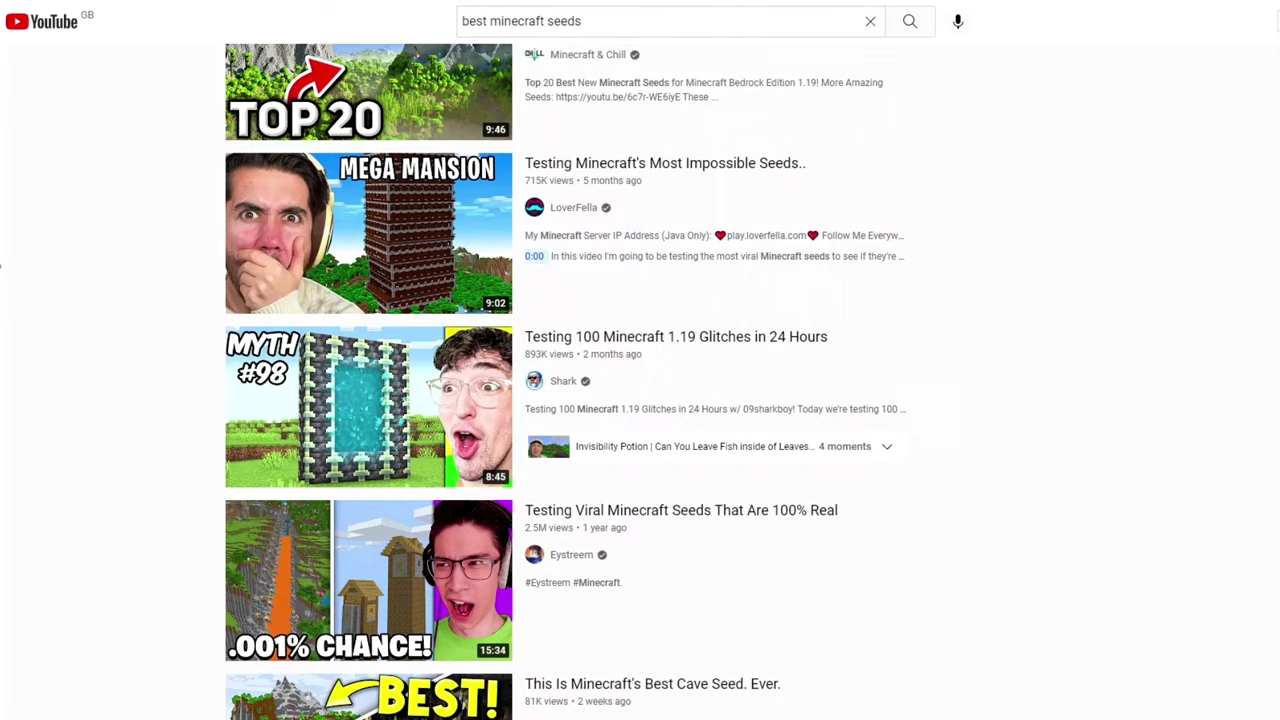 YouTube GB
best minecraft seeds
CHILL
Minecraft & Chill
Top 20 Best New Minecraft Seeds for Minecraft Bedrock Edition 1.19! More Amazing
Seeds: https://youtu.be/6c7r-WE6iyE These ...
TOP 20
9:46
MEGA MANSION
9:02
Testing Minecraft's Most Impossible Seeds..
715K views • 5 months ago
LoverFella
My Minecraft Server IP Address (Java Only): ❤play.loverfella.com❤ Follow Me Everyw...
0:00 In this video I'm going to be testing the most viral Minecraft seeds to see if they're ...
MYTH
#98
8:45
Testing 100 Minecraft 1.19 Glitches in 24 Hours
893K views • 2 months ago
Shark
Testing 100 Minecraft 1.19 Glitches in 24 Hours w/ 09sharkboy! Today we're testing 100 ...
Invisibility Potion | Can You Leave Fish inside of Leaves... 4 moments
.001% CHANCE!
15:34
Testing Viral Minecraft Seeds That Are 100% Real
2.5M views • 1 year ago
Eystreem
#Eystreem #Minecraft.
BEST!
This Is Minecraft's Best Cave Seed. Ever.
81K views • 2 weeks ago